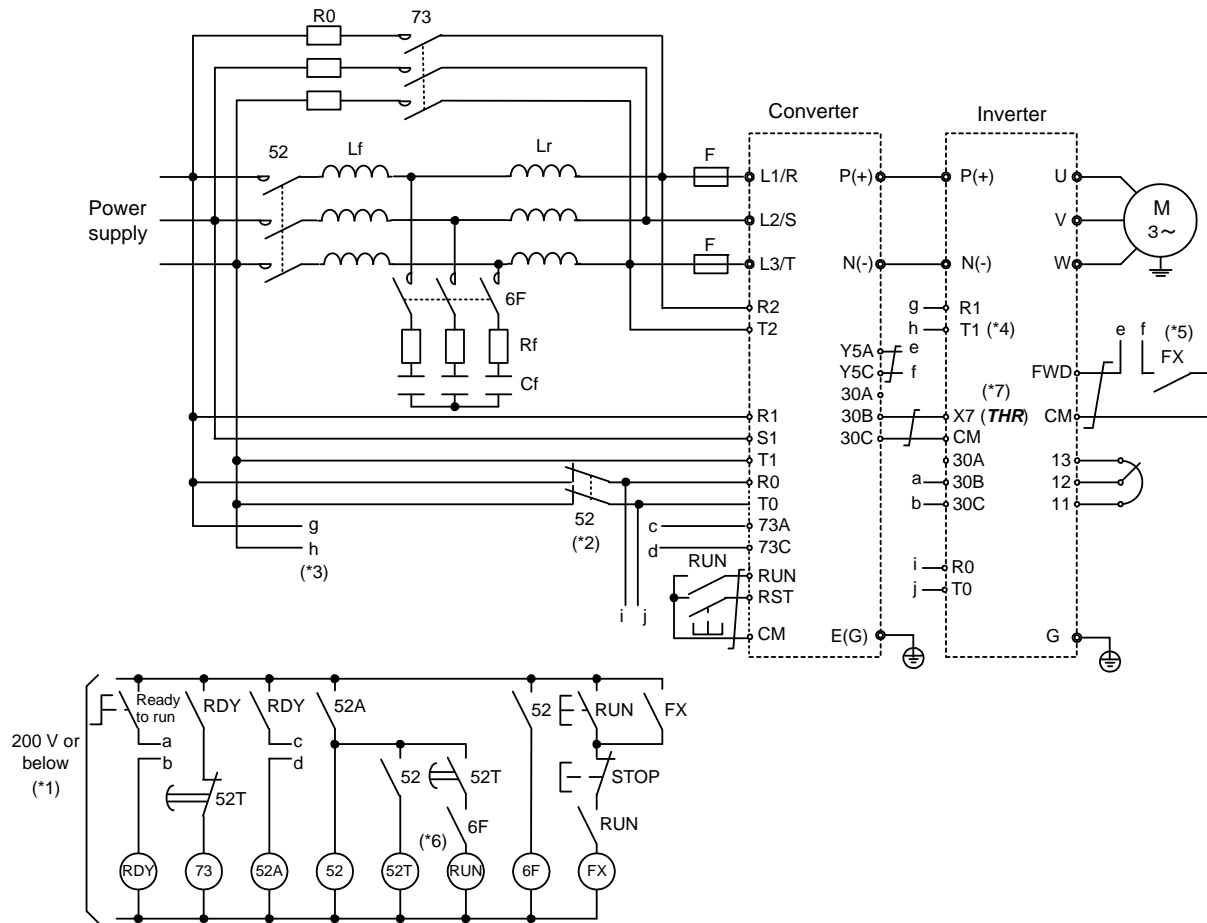 R0
73
Converter
Inverter
52
Lf
Lr
F
L1/R
P(+)
P(+)
U
M
3～
Power
supply
L2/S
V
F
L3/T
N(-)
N(-)
W
6F
R2
g
R1
T2
h
T1 (*4)
e
f
(*5)
Rf
Y5A
e
FX
Y5C
f
FWD
Cf
30A
(*7)
R1
30B
X7 (THR)
CM
S1
30C
CM
T1
30A
13
R0
a
30B
12
T0
b
30C
11
52
(*2)
g
c
73A
h
d
73C
(*3)
RUN
RUN
i
R0
RST
j
T0
i
j
CM
E(G)
G
200 V or
below
(*1)
Ready
to run
RDY
RDY
52A
52
RUN
FX
a
b
c
d
52T
52
52T
STOP
(*6)
6F
RUN
RDY
73
52A
52
52T
RUN
6F
FX